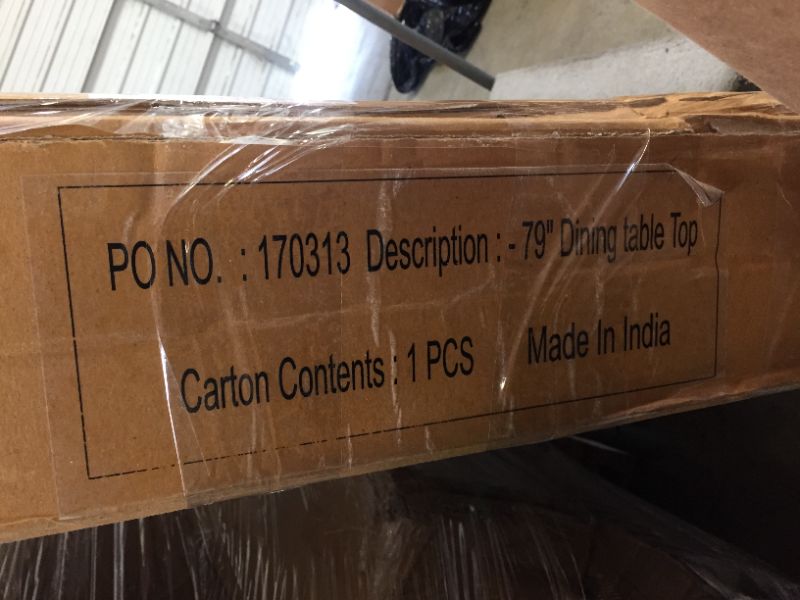 PO NO. : 170313 Description : - 79" Dining table Top
Carton Contents : 1 PCS Made In India